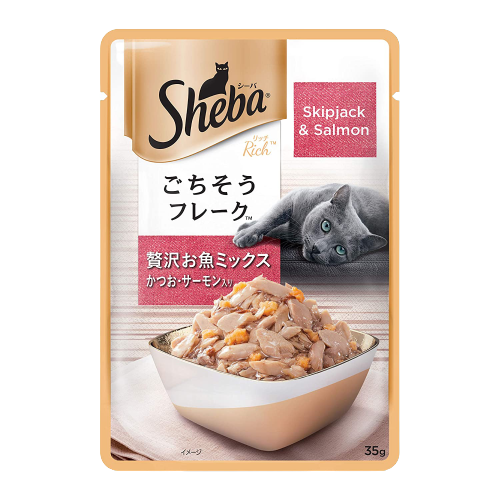 シーバ
Sheba®
リッチ
Rich™
Skipjack
& Salmon
ごちそう
フレーク™
贅沢お魚ミックス
かつお・サーモン入り
イメージ
35g